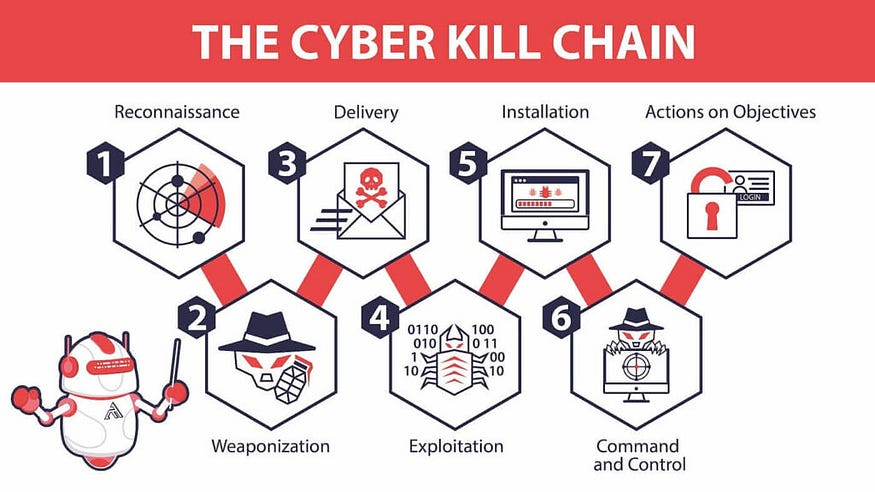 THE CYBER KILL CHAIN
Reconnaissance
1
Weaponization
2
Delivery
3
Exploitation
4
0110 100
010 0 11
1 00
10 10
Installation
5
Command
and Control
6
Actions on Objectives
7
LOGIN